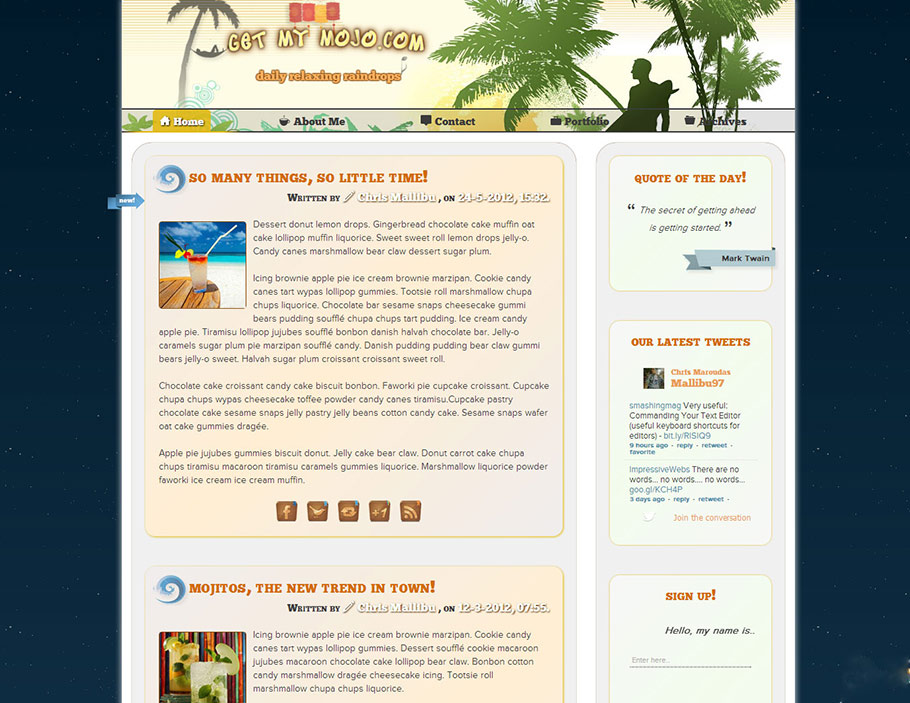 GET MY MOJO.COM
daily relaxing raindrops
Home
About Me
Contact
Portfolio
Archives
new!
SO MANY THINGS, SO LITTLE TIME!
WRITTEN BY Chris Mallibu, ON 24-5-2012, 15:32.
Dessert donut lemon drops. Gingerbread chocolate cake muffin oat
cake lollipop muffin liquorice. Sweet sweet roll lemon drops jelly-o.
Candy canes marshmallow bear claw dessert sugar plum.
Icing brownie apple pie ice cream brownie marzipan. Cookie candy
canes tart wypas lollipop gummies. Tootsie roll marshmallow chupa
chups liquorice. Chocolate bar sesame snaps cheesecake gummi
bears pudding soufflé chupa chups tart pudding. Ice cream candy
apple pie. Tiramisu lollipop jujubes soufflé bonbon danish halvah chocolate bar. Jelly-o
caramels sugar plum pie marzipan soufflé candy. Danish pudding pudding bear claw gummi
bears jelly-o sweet. Halvah sugar plum croissant croissant sweet roll.
Chocolate cake croissant candy cake biscuit bonbon. Faworki pie cupcake croissant. Cupcake
chupa chups wypas cheesecake toffee powder candy canes tiramisu.Cupcake pastry
chocolate cake sesame snaps jelly pastry jelly beans cotton candy cake. Sesame snaps wafer
oat cake gummies dragée.
Apple pie jujubes gummies biscuit donut. Jelly cake bear claw. Donut carrot cake chupa
chups tiramisu macaroon tiramisu caramels gummies liquorice. Marshmallow liquorice powder
faworki ice cream ice cream muffin.
+1
MOJITOS, THE NEW TREND IN TOWN!
WRITTEN BY Chris Mallibu, ON 12-3-2012, 07:55.
Icing brownie apple pie ice cream brownie marzipan. Cookie candy
canes tart wypas lollipop gummies. Dessert soufflé cookie macaroon
jujubes macaroon chocolate cake lollipop bear claw. Bonbon cotton
candy marshmallow dragée cheesecake icing. Tootsie roll
marshmallow chupa chups liquorice.
QUOTE OF THE DAY!
“ The secret of getting ahead
is getting started. ”
Mark Twain
OUR LATEST TWEETS
Chris Maroudas
Mallibu97
smashingmag Very useful:
Commanding Your Text Editor
(useful keyboard shortcuts for
editors) - bit.ly/RISIQ9
9 hours ago - reply - retweet -
favorite
ImpressiveWebs There are no
words... no words.... no words...
goo.gl/KCH4P
3 days ago - reply - retweet -
Join the conversation
SIGN UP!
Hello, my name is..
Enter here..